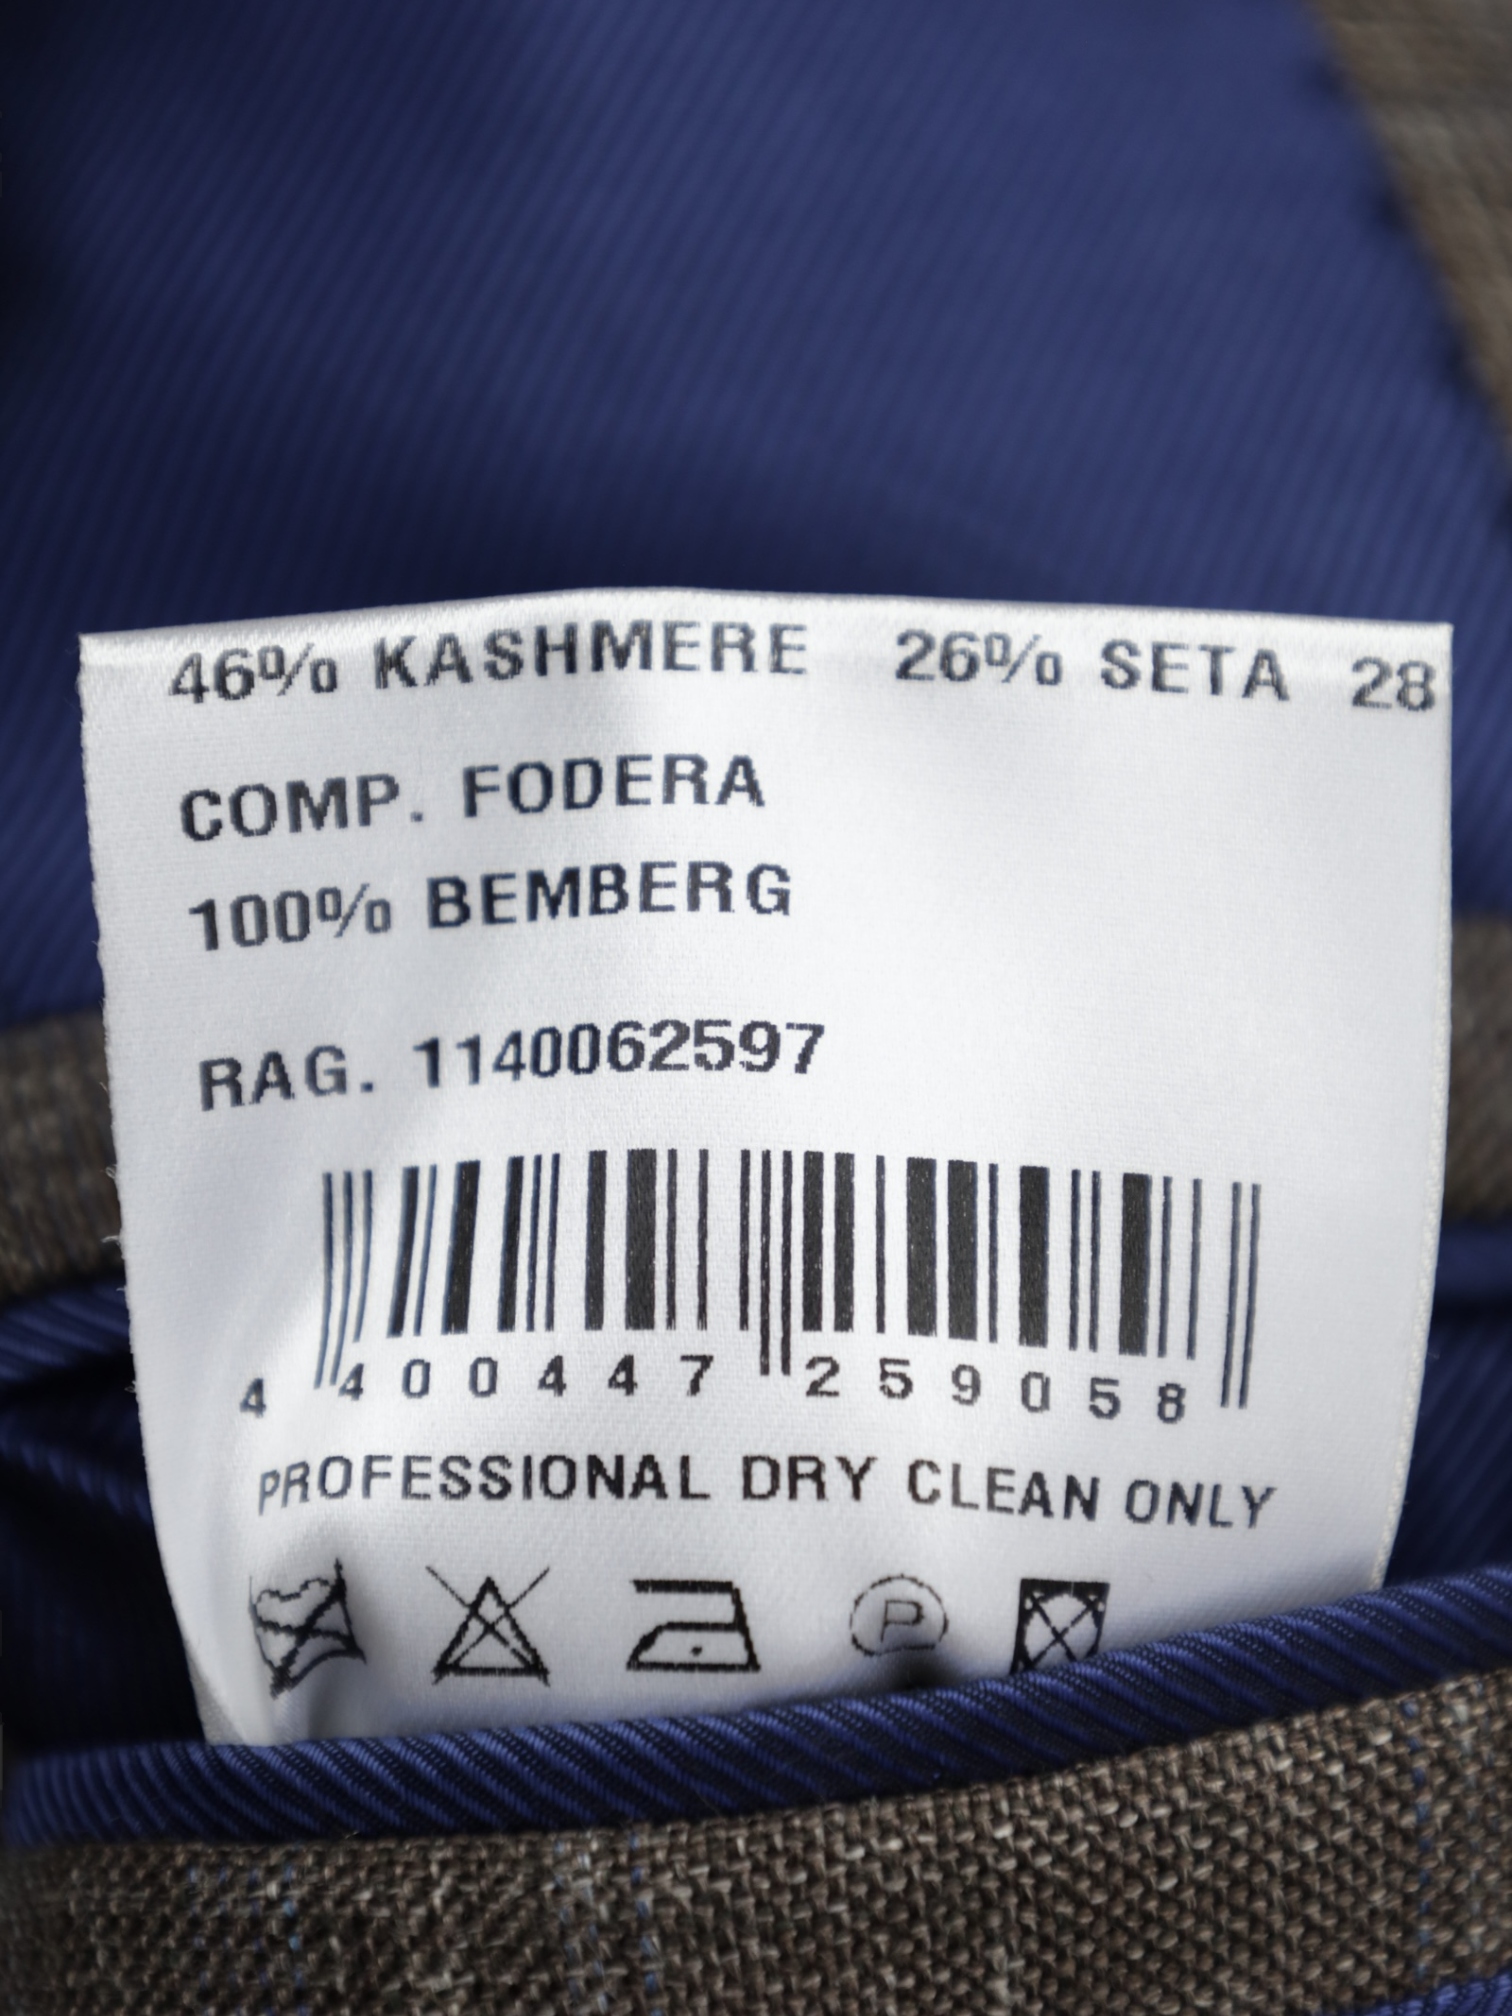 46% KASHMERE 26% SETA 28
COMP. FODERA
100% BEMBERG
RAG. 1140062597
4 400447 259058
PROFESSIONAL DRY CLEAN ONLY
P